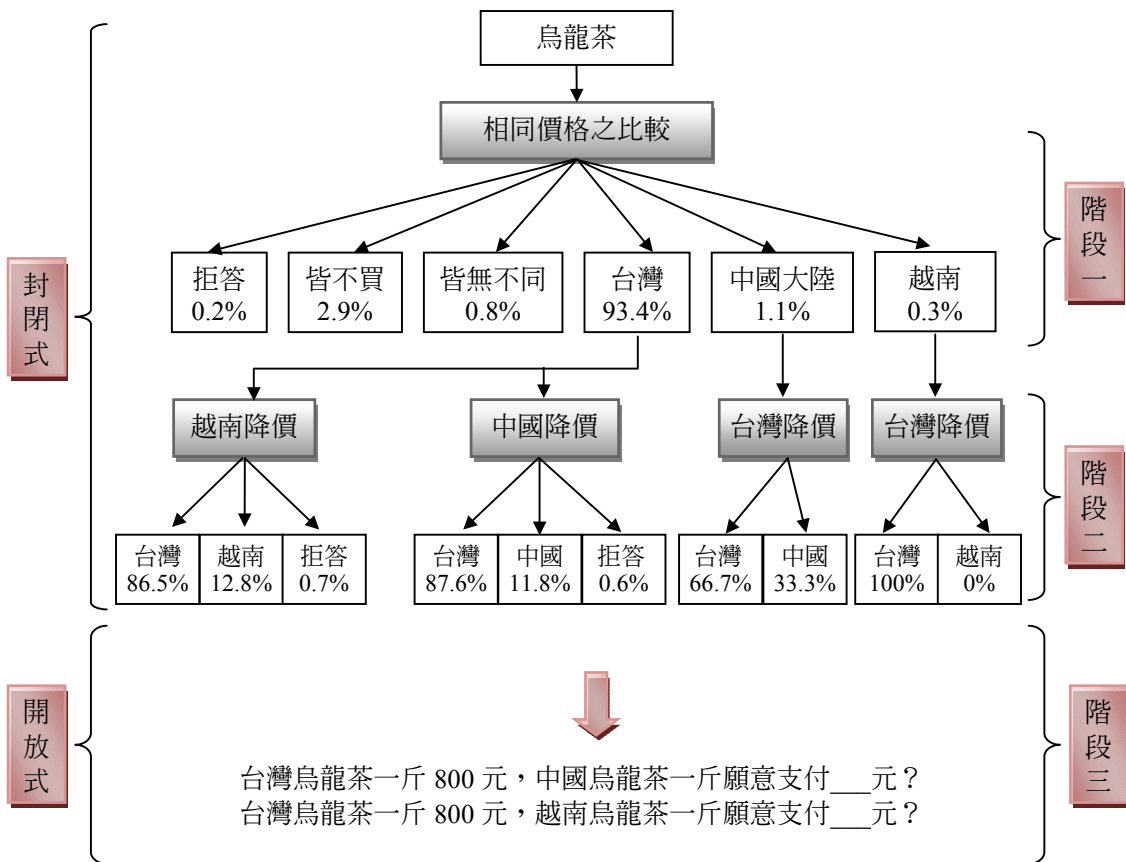 烏龍茶
相同價格之比較
階段一
封閉式
拒答 皆不買 皆無不同 台灣 中國大陸 越南
0.2% 2.9% 0.8% 93.4% 1.1% 0.3%
越南降價 中國降價 台灣降價 台灣降價
階段二
台灣 越南 拒答 台灣 中國 拒答 台灣 中國 台灣 越南
86.5% 12.8% 0.7% 87.6% 11.8% 0.6% 66.7% 33.3% 100% 0%
開放式
階段三
台灣烏龍茶一斤 800 元，中國烏龍茶一斤願意支付___元？
台灣烏龍茶一斤 800 元，越南烏龍茶一斤願意支付___元？